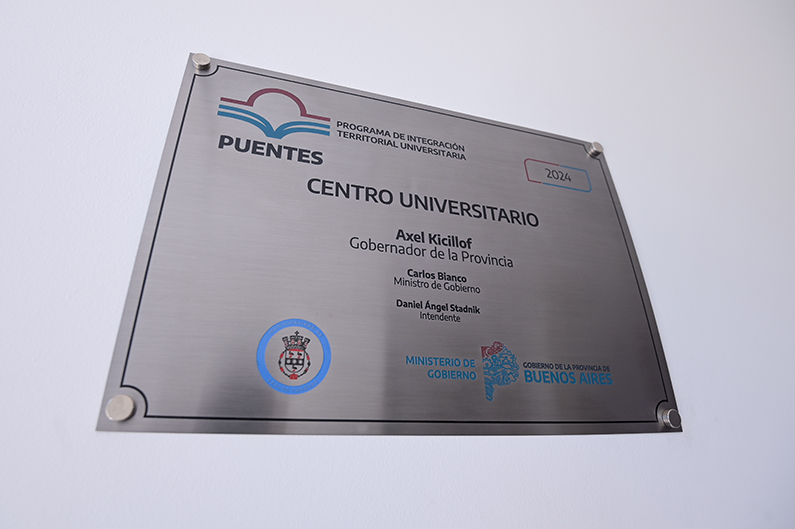 PUENTES
PROGRAMA DE INTEGRACIÓN
TERRITORIAL UNIVERSITARIA
2024
CENTRO UNIVERSITARIO
Axel Kicillof
Gobernador de la Provincia
Carlos Bianco
Ministro de Gobierno
Daniel Ángel Stadnik
Intendente
MINISTERIO DE
GOBIERNO
GOBIERNO DE LA PROVINCIA DE
BUENOS AIRES